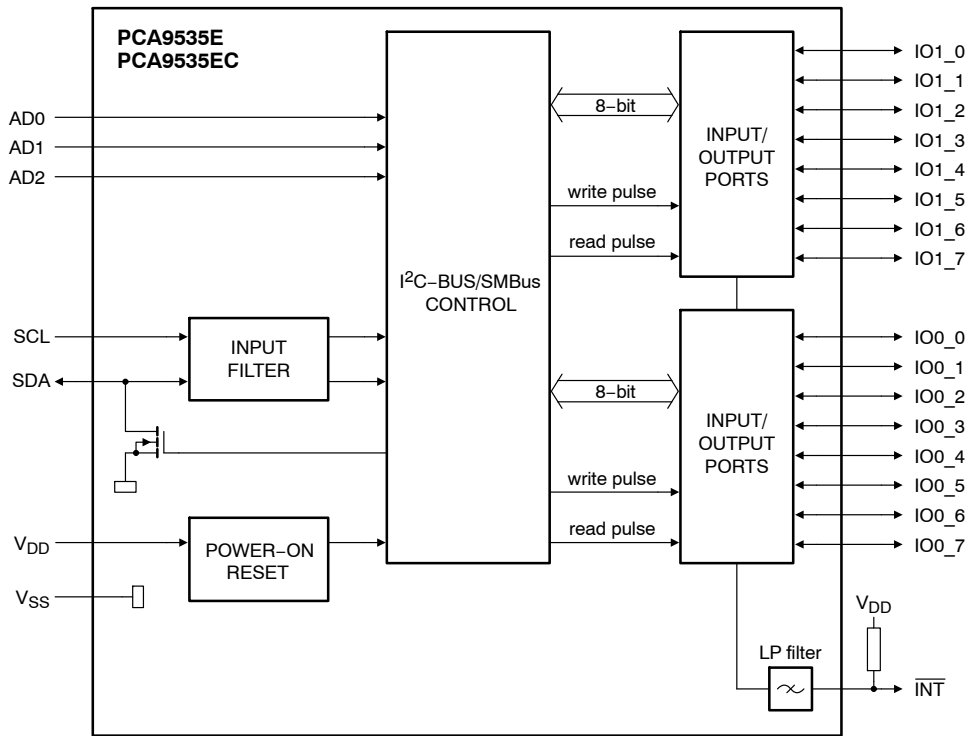 PCA9535E
PCA9535EC
AD0
AD1
AD2
SCL
SDA
VDD
VSS
INPUT
FILTER
POWER−ON
RESET
I2C−BUS/SMBus
CONTROL
8−bit
write pulse
read pulse
8−bit
write pulse
read pulse
INPUT/
OUTPUT
PORTS
INPUT/
OUTPUT
PORTS
IO1_0
IO1_1
IO1_2
IO1_3
IO1_4
IO1_5
IO1_6
IO1_7
IO0_0
IO0_1
IO0_2
IO0_3
IO0_4
IO0_5
IO0_6
IO0_7
VDD
LP filter
INT